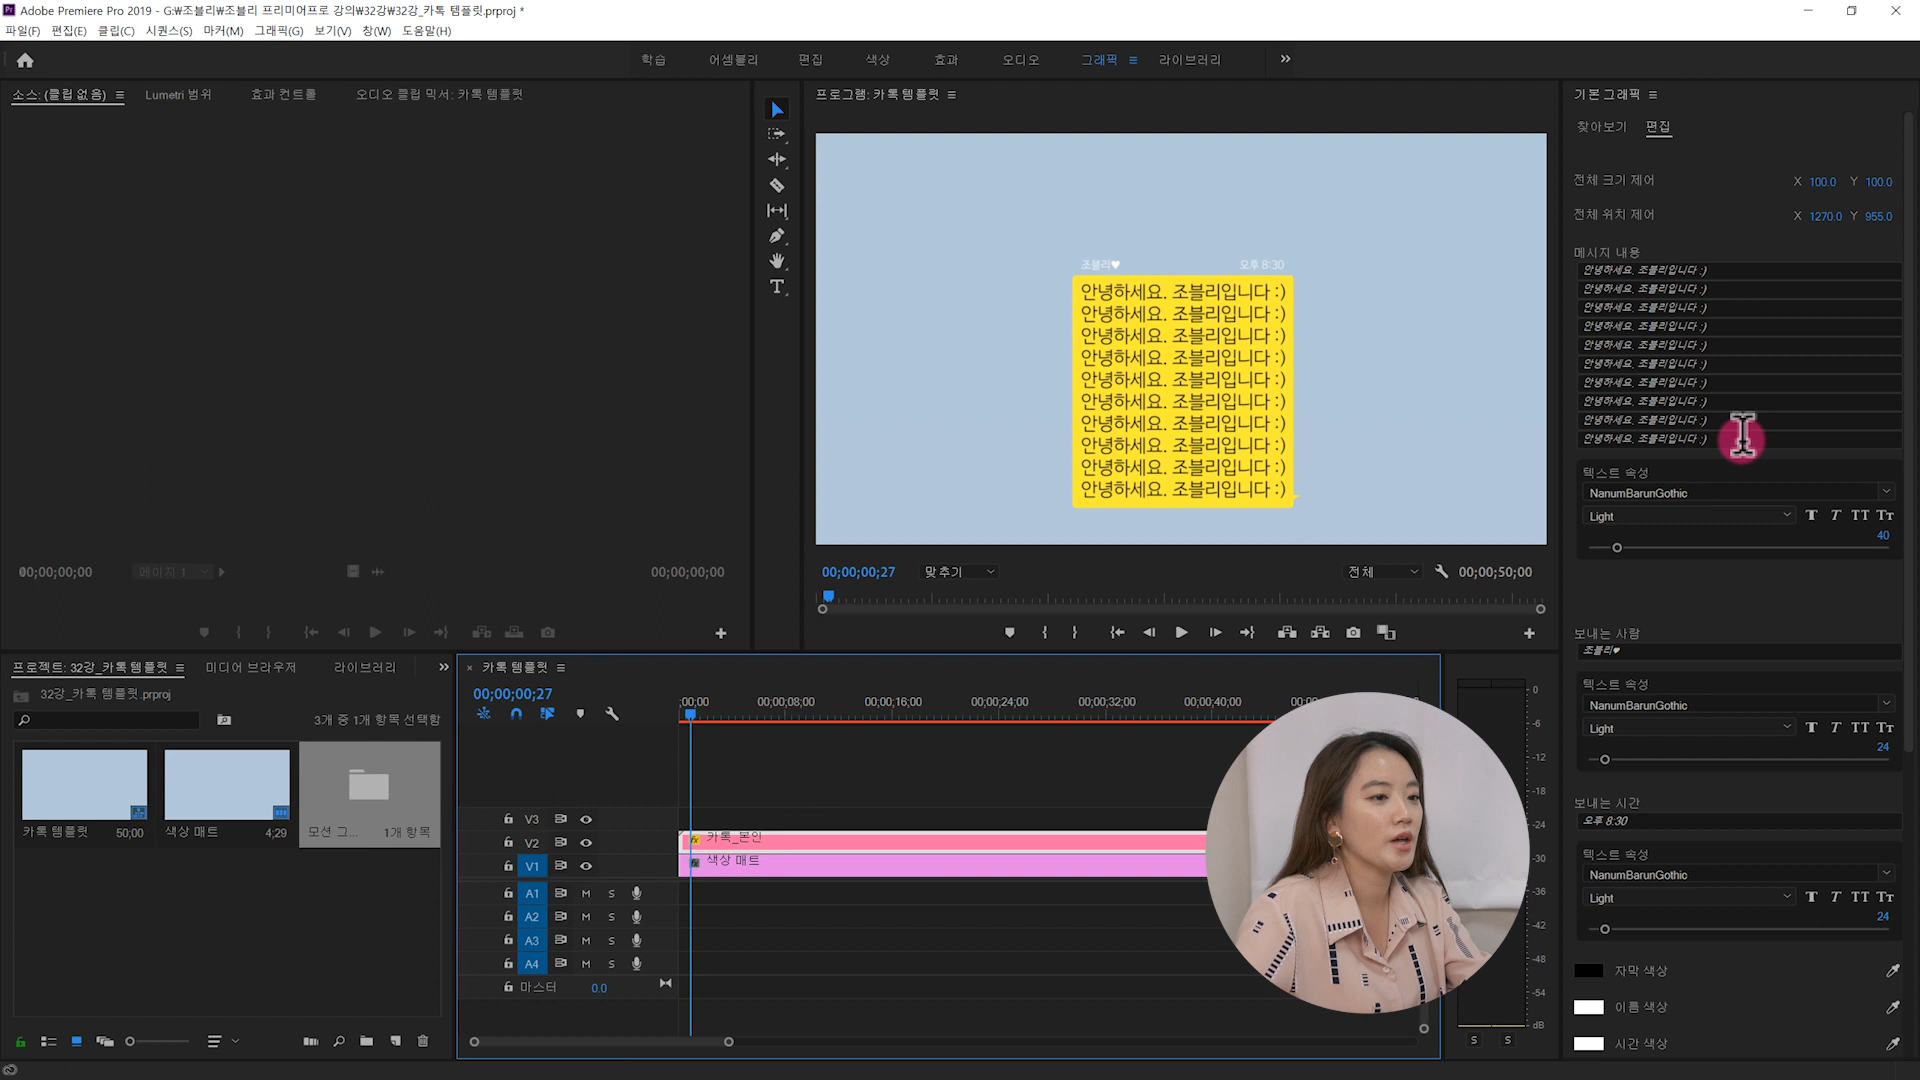 Adobe Premiere Pro 2019 - G:₩조블리₩조블리 프리미어프로 강의₩32강₩32강_카톡 템플릿.prproj *
파일(F) 편집(E) 클립(C) 시퀀스(S) 마커(M) 그래픽(G) 보기(V) 창(W) 도움말(H)
학습 어셈블리 편집 색상 효과 오디오 그래픽 라이브러리
소스: (클립 없음) Lumetri 범위 효과 컨트롤 오디오 클립 믹서: 카톡 템플릿
프로그램: 카톡 템플릿
기본 그래픽
찾아보기 편집
전체 크기 제어 X 100.0 Y 100.0
전체 위치 제어 X 1270.0 Y 955.0
메시지 내용
안녕하세요. 조블리입니다 :)
안녕하세요. 조블리입니다 :)
안녕하세요. 조블리입니다 :)
안녕하세요. 조블리입니다 :)
안녕하세요. 조블리입니다 :)
안녕하세요. 조블리입니다 :)
안녕하세요. 조블리입니다 :)
안녕하세요. 조블리입니다 :)
안녕하세요. 조블리입니다 :)
안녕하세요. 조블리입니다 :)
조블리♥ 오후 8:30
안녕하세요. 조블리입니다 :)
안녕하세요. 조블리입니다 :)
안녕하세요. 조블리입니다 :)
안녕하세요. 조블리입니다 :)
안녕하세요. 조블리입니다 :)
안녕하세요. 조블리입니다 :)
안녕하세요. 조블리입니다 :)
안녕하세요. 조블리입니다 :)
안녕하세요. 조블리입니다 :)
안녕하세요. 조블리입니다 :)
텍스트 속성
NanumBarunGothic
Light
40
00;00;00;00 페이지 1 00;00;00;00
00;00;00;27 맞추기 전체 00;00;50;00
보내는 사람
조블리♥
텍스트 속성
NanumBarunGothic
Light
24
보내는 시간
오후 8:30
텍스트 속성
NanumBarunGothic
Light
24
자막 색상
이름 색상
시간 색상
프로젝트: 32강_카톡 템플릿 미디어 브라우저 라이브러리
32강_카톡 템플릿.prproj
3개 중 1개 항목 선택함
카톡 템플릿 50;00 색상 매트 4;29 모션 그... 1개 항목
카톡 템플릿
00;00;00;27
;00;00 00;00;08;00 00;00;16;00 00;00;24;00 00;00;32;00 00;00;40;00
V3
V2 카톡_본인
V1 색상 매트
A1 M S
A2 M S
A3 M S
A4 M S
마스터 0.0
0
-6
-12
-18
-24
-30
-36
-42
-48
-54
dB
S S